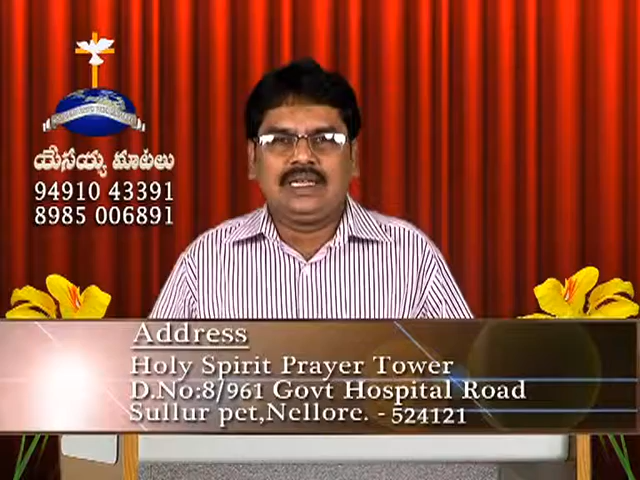 యేసయ్య మాటలు
94910 43391
8985 006891
Address
Holy Spirit Prayer Tower
D.No:8/961 Govt Hospital Road
Sullur pet,Nellore. - 524121